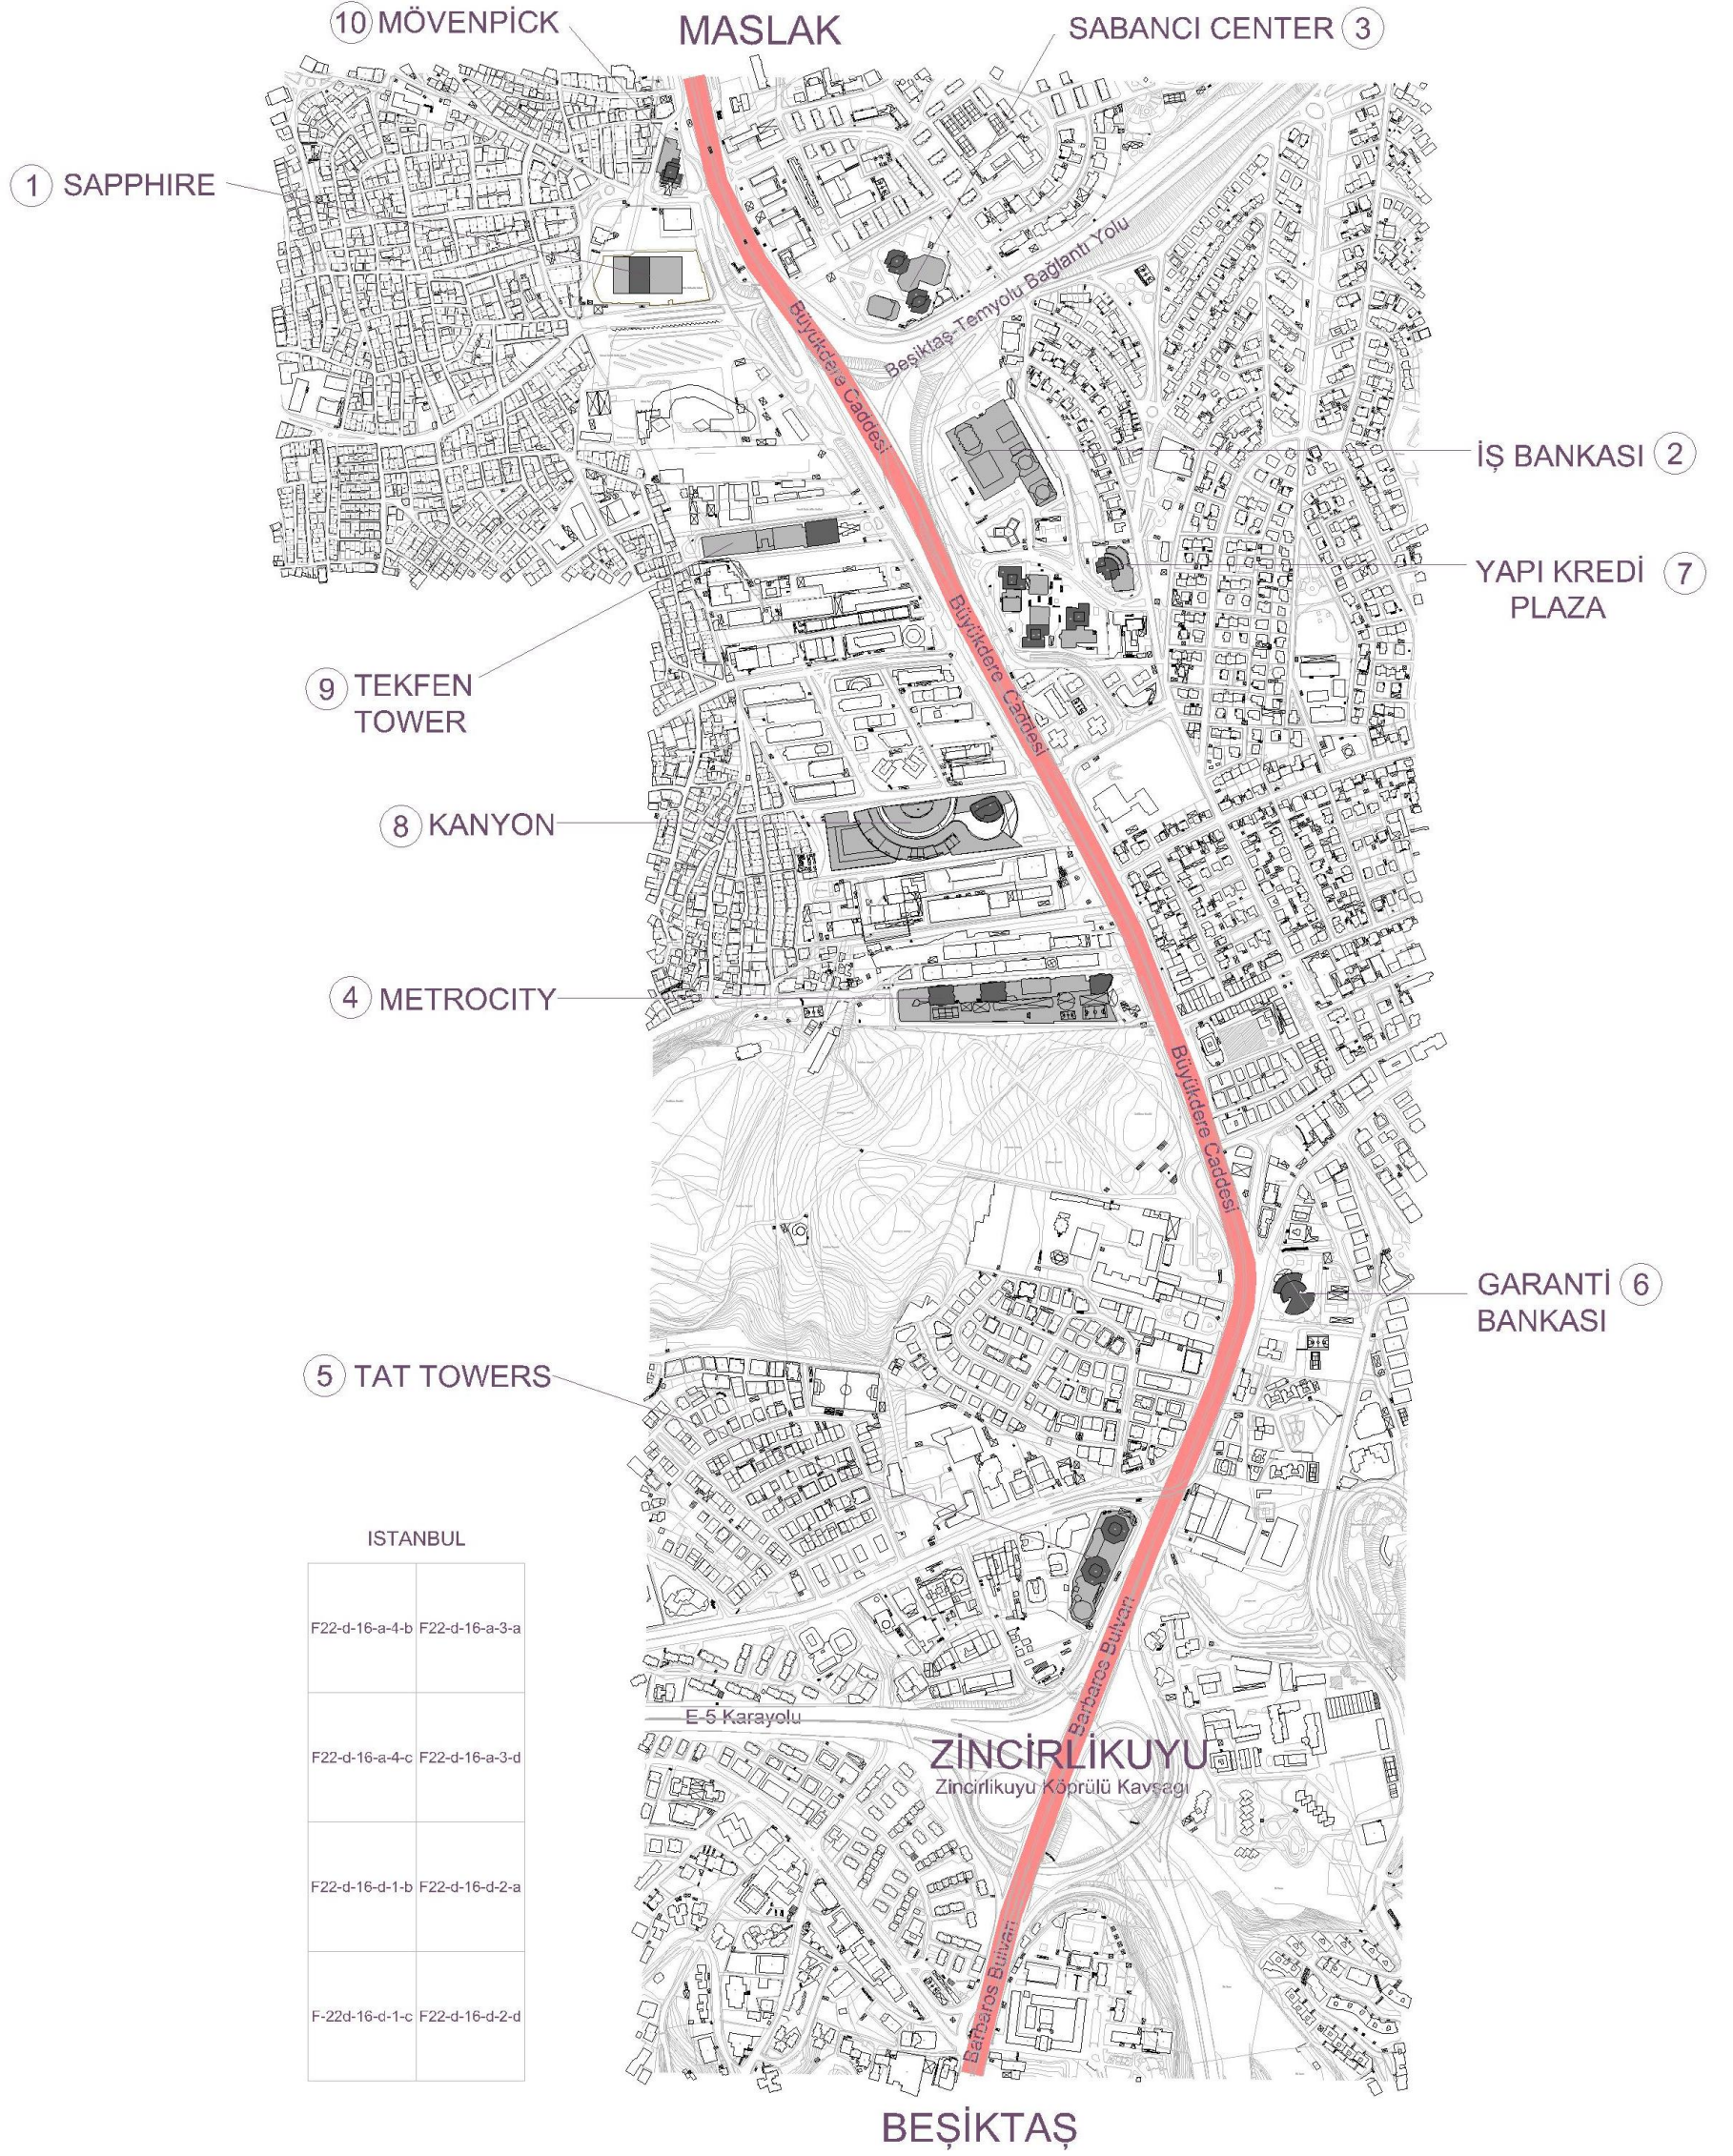 10 MÖVENPİCK
MASLAK
SABANCI CENTER 3
1 SAPPHIRE
Beşiktaş-Temyolu Bağlantı Yolu
Büyükdere Caddesi
İŞ BANKASI 2
YAPI KREDİ 7
PLAZA
Büyükdere Caddesi
9 TEKFEN
TOWER
8 KANYON
4 METROCITY
Büyükdere Caddesi
GARANTİ 6
BANKASI
5 TAT TOWERS
ISTANBUL
F22-d-16-a-4-b F22-d-16-a-3-a
F22-d-16-a-4-c F22-d-16-a-3-d
F22-d-16-d-1-b F22-d-16-d-2-a
F-22d-16-d-1-c F22-d-16-d-2-d
Barbaros Bulvarı
E-5 Karayolu
ZİNCİRLİKUYU
Zincirlikuyu Köprülü Kavşagı
Barbaros Bulvarı
BEŞİKTAŞ